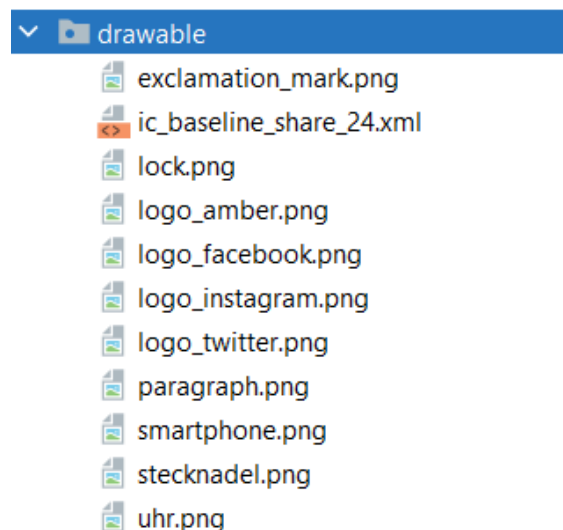 drawable
exclamation_mark.png
ic_baseline_share_24.xml
lock.png
logo_amber.png
logo_facebook.png
logo_instagram.png
logo_twitter.png
paragraph.png
smartphone.png
stecknadel.png
uhr.png